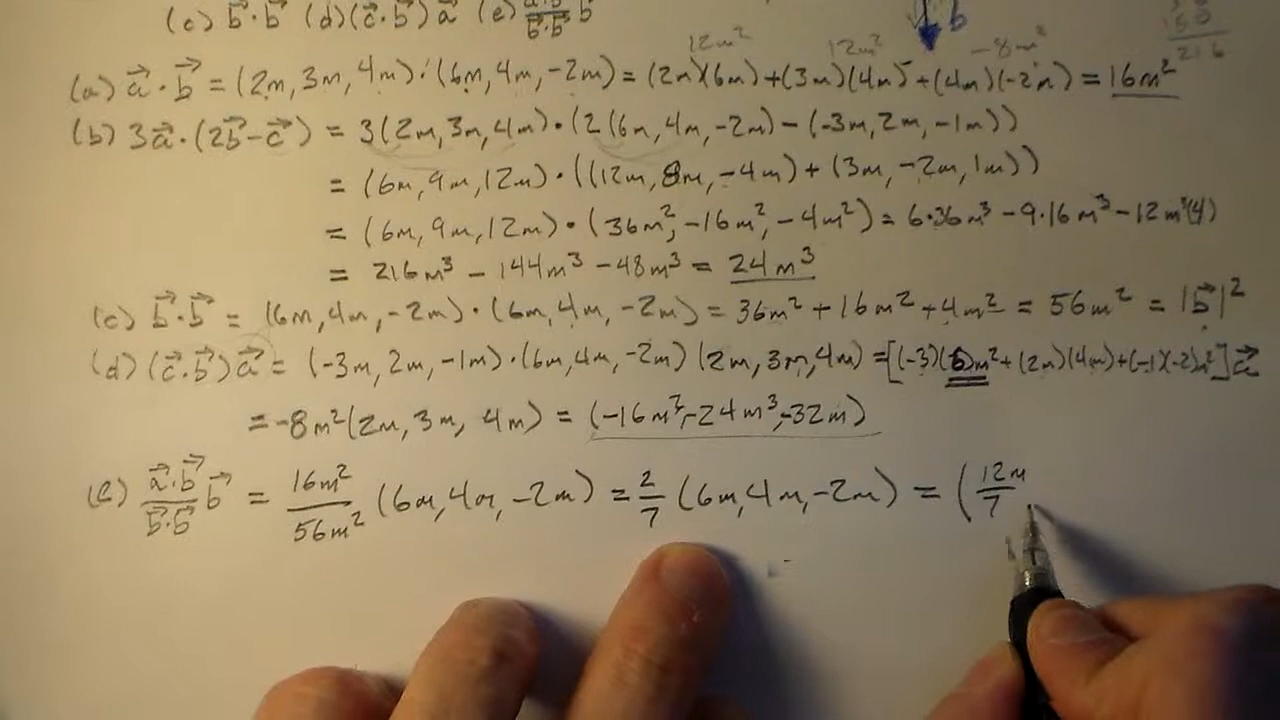 (c) b⃗·b⃗ (d) (c⃗·b⃗) a⃗ (e) a⃗·b⃗/b⃗·b⃗ b⃗
b
216
12m² 12m² -8m²
(a) a⃗·b⃗ = (2m, 3m, 4m)·(6m, 4m, -2m) = (2m)(6m)+(3m)(4m)+(4m)(-2m) = 16m²
(b) 3a⃗·(2b⃗-c⃗) = 3(2m, 3m, 4m)·(2(6m, 4m, -2m)-(-3m, 2m, -1m))
= (6m, 9m, 12m)·((12m, 8m, -4m)+(3m, -2m, 1m))
= (6m, 9m, 12m)·(36m², -16m², -4m²) = 6·36m³ - 9·16m³ - 12m³(4)
= 216m³ - 144m³ - 48m³ = 24m³
(c) b⃗·b⃗ = (6m, 4m, -2m)·(6m, 4m, -2m) = 36m² + 16m² + 4m² = 56m² = |b⃗|²
(d) (c⃗·b⃗)a⃗ = (-3m, 2m, -1m)·(6m, 4m, -2m)(2m, 3m, 4m) = [(-3)(6)m²+(2m)(4m)+(-1)(-2)m²]a⃗
= -8m²(2m, 3m, 4m) = (-16m³, -24m³, -32m)
(e) a⃗·b⃗/b⃗·b⃗ b⃗ = 16m²/56m² (6m, 4m, -2m) = 2/7 (6m, 4m, -2m) = (12m/7